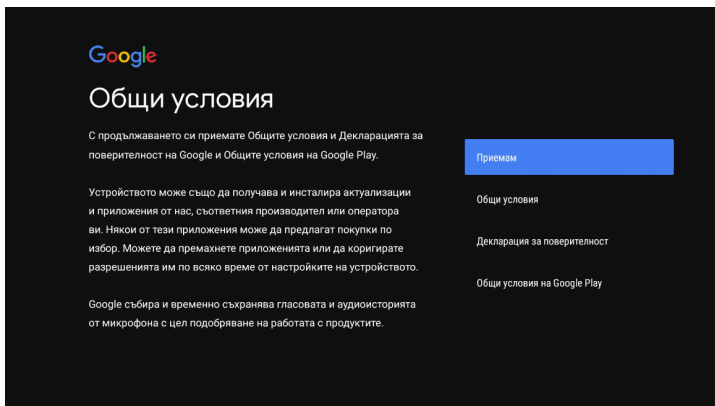 Google
Общи условия
С продължаването си приемате Общите условия и Декларацията за
поверителност на Google и Общите условия на Google Play.
Устройството може също да получава и инсталира актуализации
и приложения от нас, съответния производител или оператора
ви. Някои от тези приложения може да предлагат покупки по
избор. Можете да премахнете приложенията или да коригирате
разрешенията им по всяко време от настройките на устройството.
Google събира и временно съхранява гласовата и аудиоисторията
от микрофона с цел подобряване на работата с продуктите.
Приемам
Общи условия
Декларация за поверителност
Общи условия на Google Play